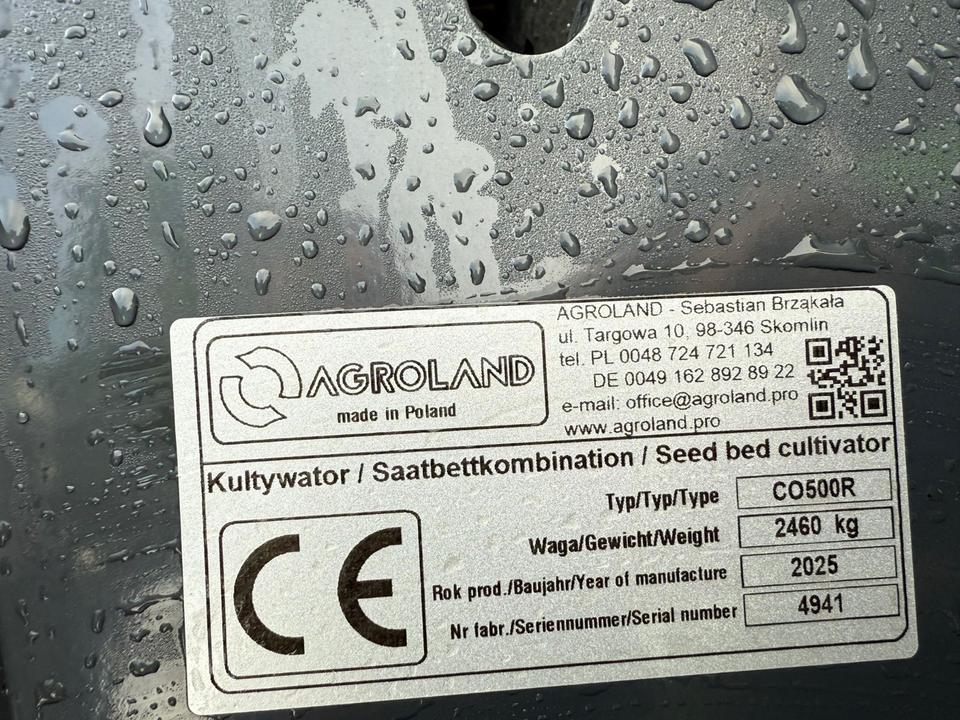 AGROLAND
made in Poland
AGROLAND - Sebastian Brząkała
ul. Targowa 10, 98-346 Skomlin
tel. PL 0048 724 721 134
DE 0049 162 892 89 22
e-mail: office@agroland.pro
www.agroland.pro
Kultywator / Saatbettkombination / Seed bed cultivator
CE
Typ/Typ/Type CO500R
Waga/Gewicht/Weight 2460 kg
Rok prod./Baujahr/Year of manufacture 2025
Nr fabr./Seriennummer/Serial number 4941